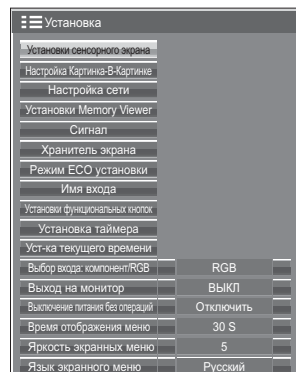 Установка
Установки сенсорного экрана
Настройка Картинка-В-Картинке
Настройка сети
Установки Memory Viewer
Сигнал
Хранитель экрана
Режим ECO установки
Имя входа
Установки функциональных кнопок
Установка таймера
Уст-ка текущего времени
Выбор входа: компонент/RGB RGB
Выход на монитор ВЫКЛ
Выключение питания без операций Отключить
Время отображения меню 30 S
Яркость экранных меню 5
Язык экранного меню Русский